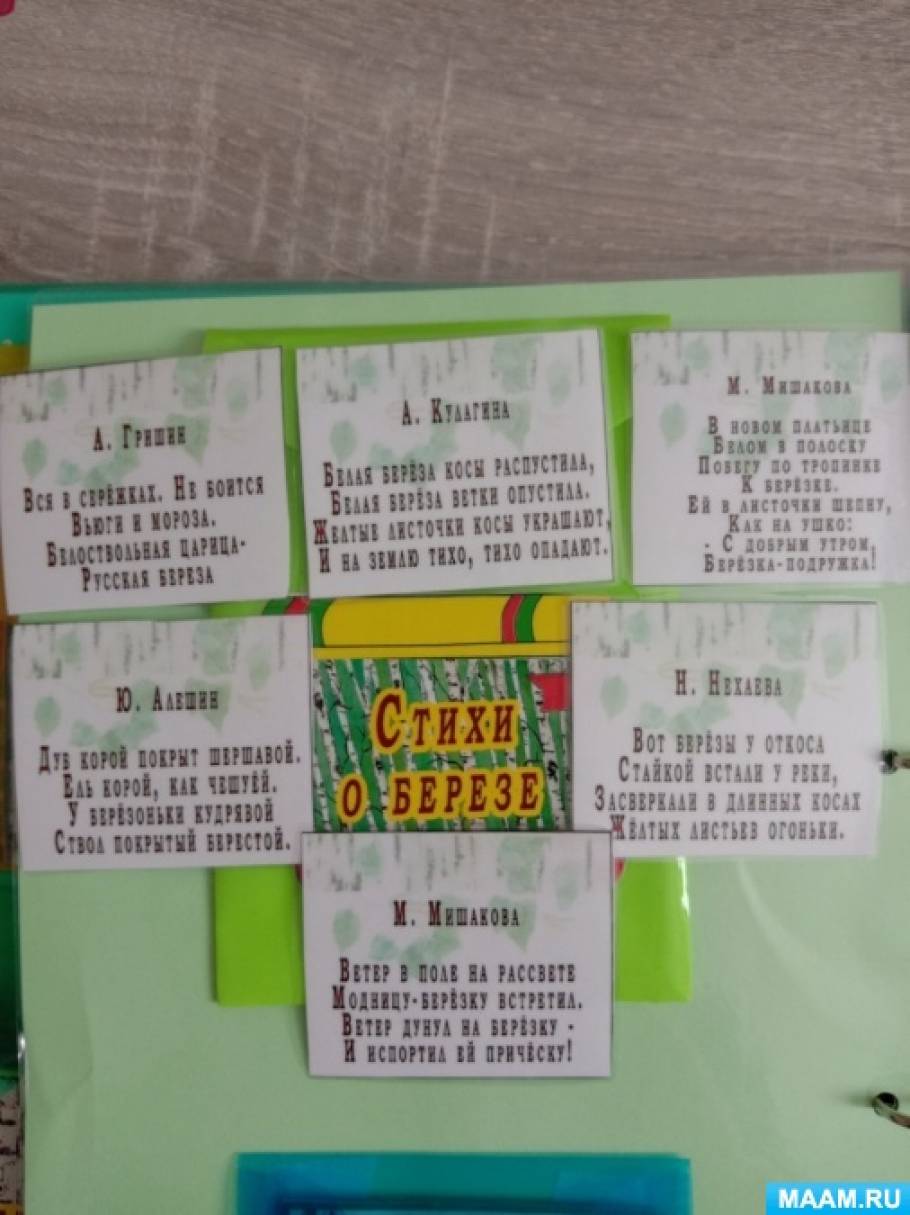 А. Гришин
Вся в серёжках. Не боится
Вьюги и мороза.
Белоствольная царица-
Русская береза
А. Кулагина
Белая берёза косы распустила,
Белая берёза ветки опустила.
Желтые листочки косы украшают,
И на землю тихо, тихо опадают.
М. Мишакова
В новом платьице
Белом в полоску
Побегу по тропинке
К берёзке.
Ей в листочки шепну,
Как на ушко:
- С добрым утром,
Берёзка-подружка!
Ю. Алешин
Дуб корой покрыт шершавой.
Ель корой, как чешуёй.
У берёзоньки кудрявой
Ствол покрытый берестой.
Стихи
о березе
Н. Нехаева
Вот берёзы у откоса
Стайкой встали у реки,
Засверкали в длинных косах
Жёлтых листьев огоньки.
М. Мишакова
Ветер в поле на рассвете
Модницу-берёзку встретил.
Ветер дунул на берёзку -
И испортил ей причёску!
MAAM.RU